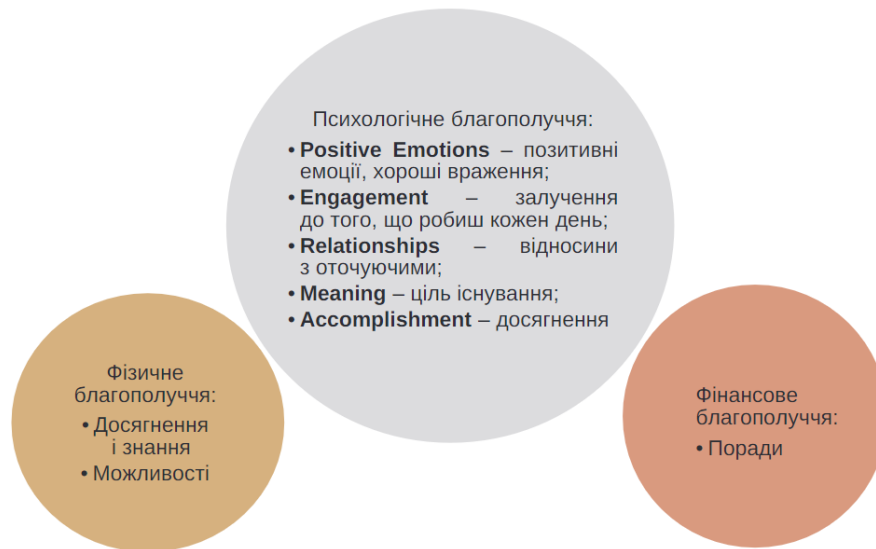 Психологічне благополуччя:
• Positive Emotions – позитивні
емоції, хороші враження;
• Engagement – залучення
до того, що робиш кожен день;
• Relationships – відносини
з оточуючими;
• Meaning – ціль існування;
• Accomplishment – досягнення
Фізичне
благополуччя:
• Досягнення
і знання
• Можливості
Фінансове
благополуччя:
• Поради